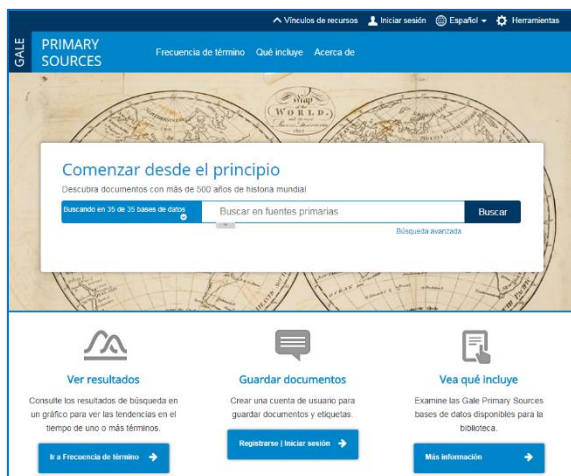 Vínculos de recursos Iniciar sesión Español Herramientas
GALE
PRIMARY
SOURCES
Frecuencia de término Qué incluye Acerca de
Map
of the
WORLD,
Comenzar desde el principio
Descubra documentos con más de 500 años de historia mundial
Buscando en 35 de 35 bases de datos
Buscar en fuentes primarias
Buscar
Búsqueda avanzada
Ver resultados
Consulte los resultados de búsqueda en
un gráfico para ver las tendencias en el
tiempo de uno o más términos.
Ir a Frecuencia de término
Guardar documentos
Crear una cuenta de usuario para
guardar documentos y etiquetas.
Registrarse | Iniciar sesión
Vea qué incluye
Examine las Gale Primary Sources
bases de datos disponibles para la
biblioteca.
Más información